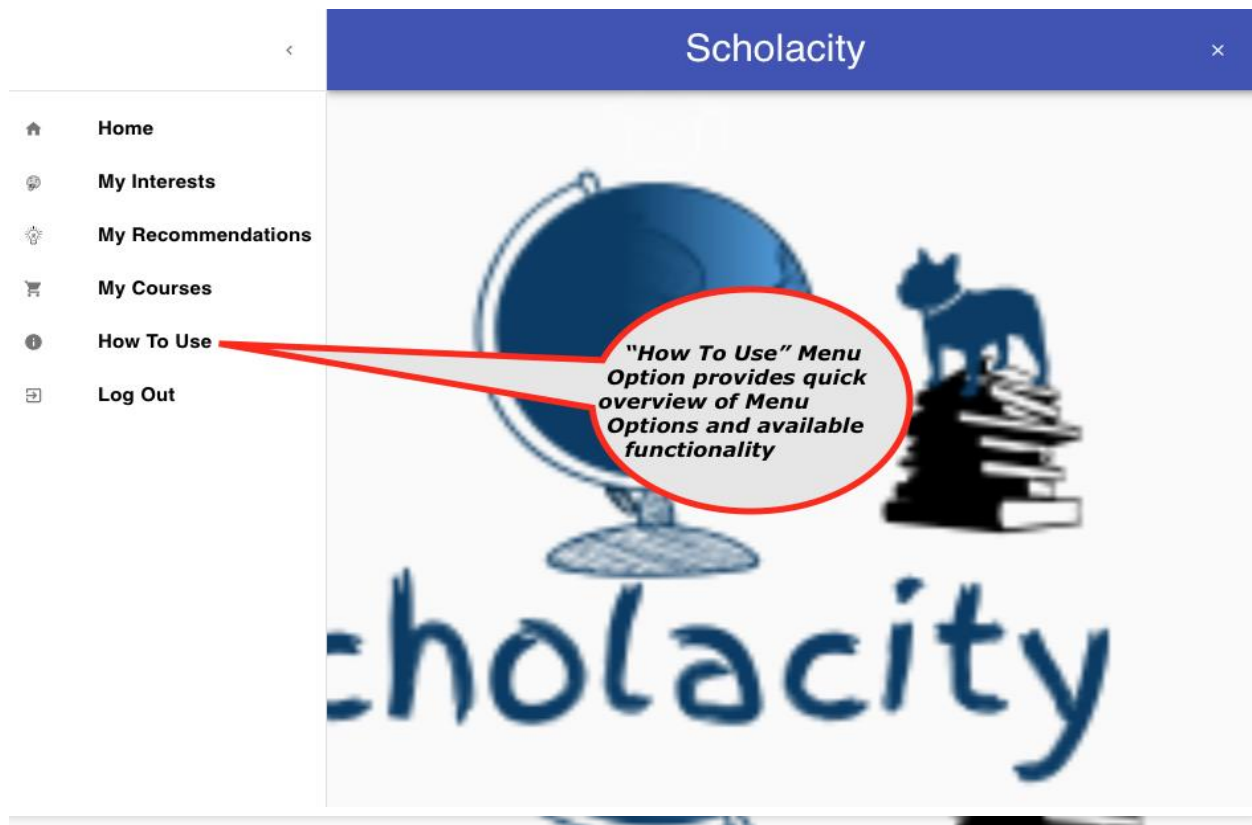 Scholacity
Home
My Interests
My Recommendations
My Courses
How To Use
Log Out
“How To Use” Menu
Option provides quick
overview of Menu
Options and available
functionality
cholacity